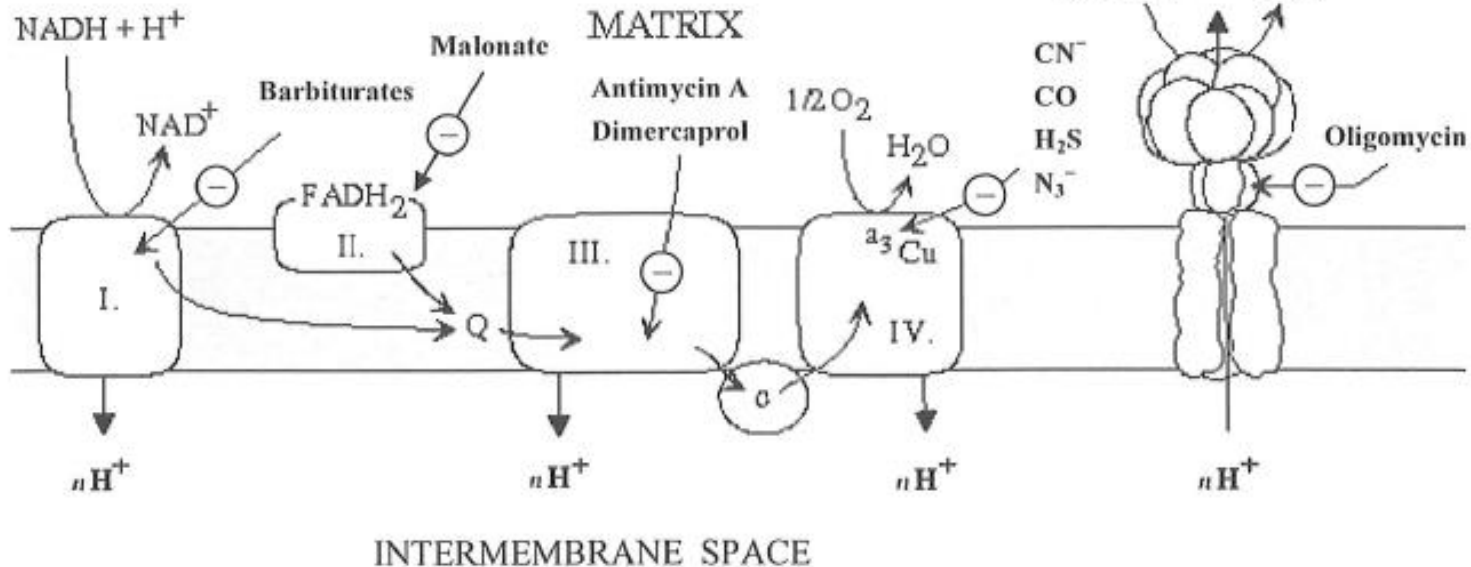 NADH + H⁺
NAD⁺
Barbiturates
Malonate
MATRIX
Antimycin A
Dimercaprol
1/2 O₂
H₂O
CN⁻
CO
H₂S
N₃⁻
Oligomycin
FADH₂
I.
II.
III.
IV.
a₃ Cu
Q
c
nH⁺
nH⁺
nH⁺
nH⁺
INTERMEMBRANE SPACE